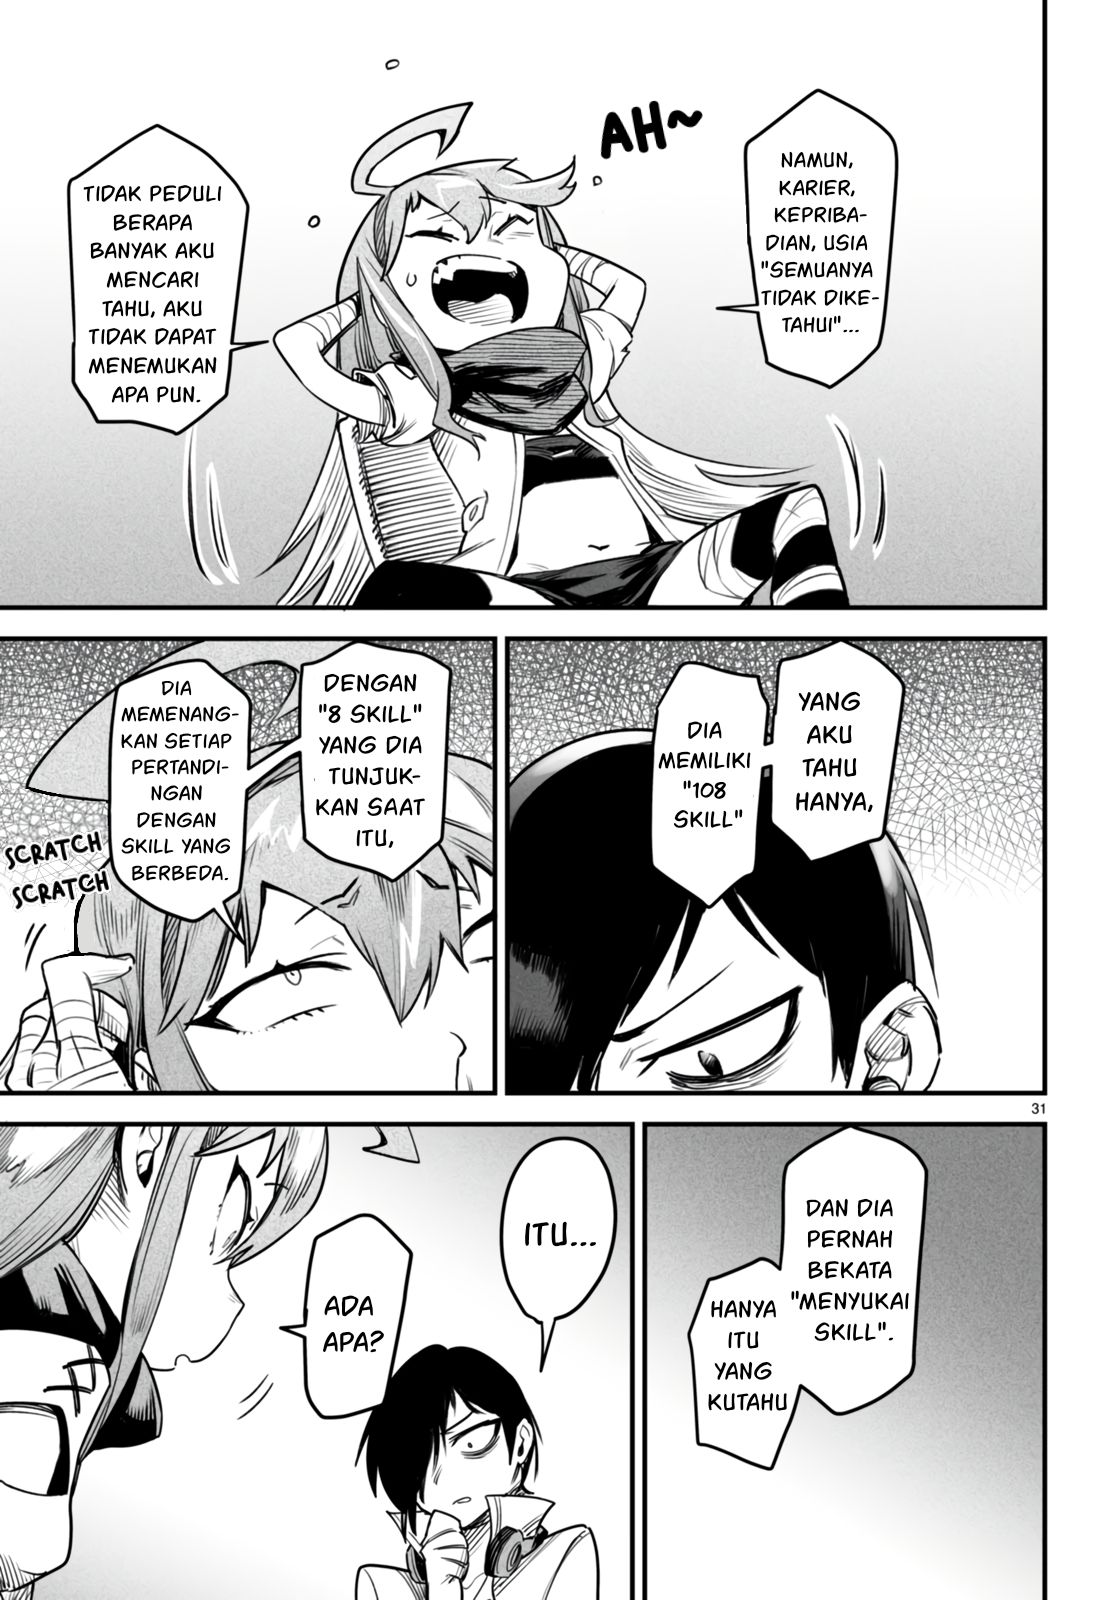 NAMUN,
KARIER,
KEPRIBA-
DIAN, USIA
"SEMUANYA
TIDAK DIKE-
TAHUI"...
AH~
TIDAK PEDULI
BERAPA
BANYAK AKU
MENCARI
TAHU, AKU
TIDAK DAPAT
MENEMUKAN
APA PUN.
YANG
AKU
TAHU
HANYA,
DIA
MEMILIKI
"108
SKILL"
DENGAN
"8 SKILL"
YANG DIA
TUNJUK-
KAN SAAT
ITU,
DIA
MEMENANG-
KAN SETIAP
PERTANDI-
NGAN
DENGAN
SKILL YANG
BERBEDA.
SCRATCH
SCRATCH
31
DAN DIA
PERNAH
BEKATA
"MENYUKAI
SKILL".
HANYA
ITU
YANG
KUTAHU
ITU...
ADA
APA?